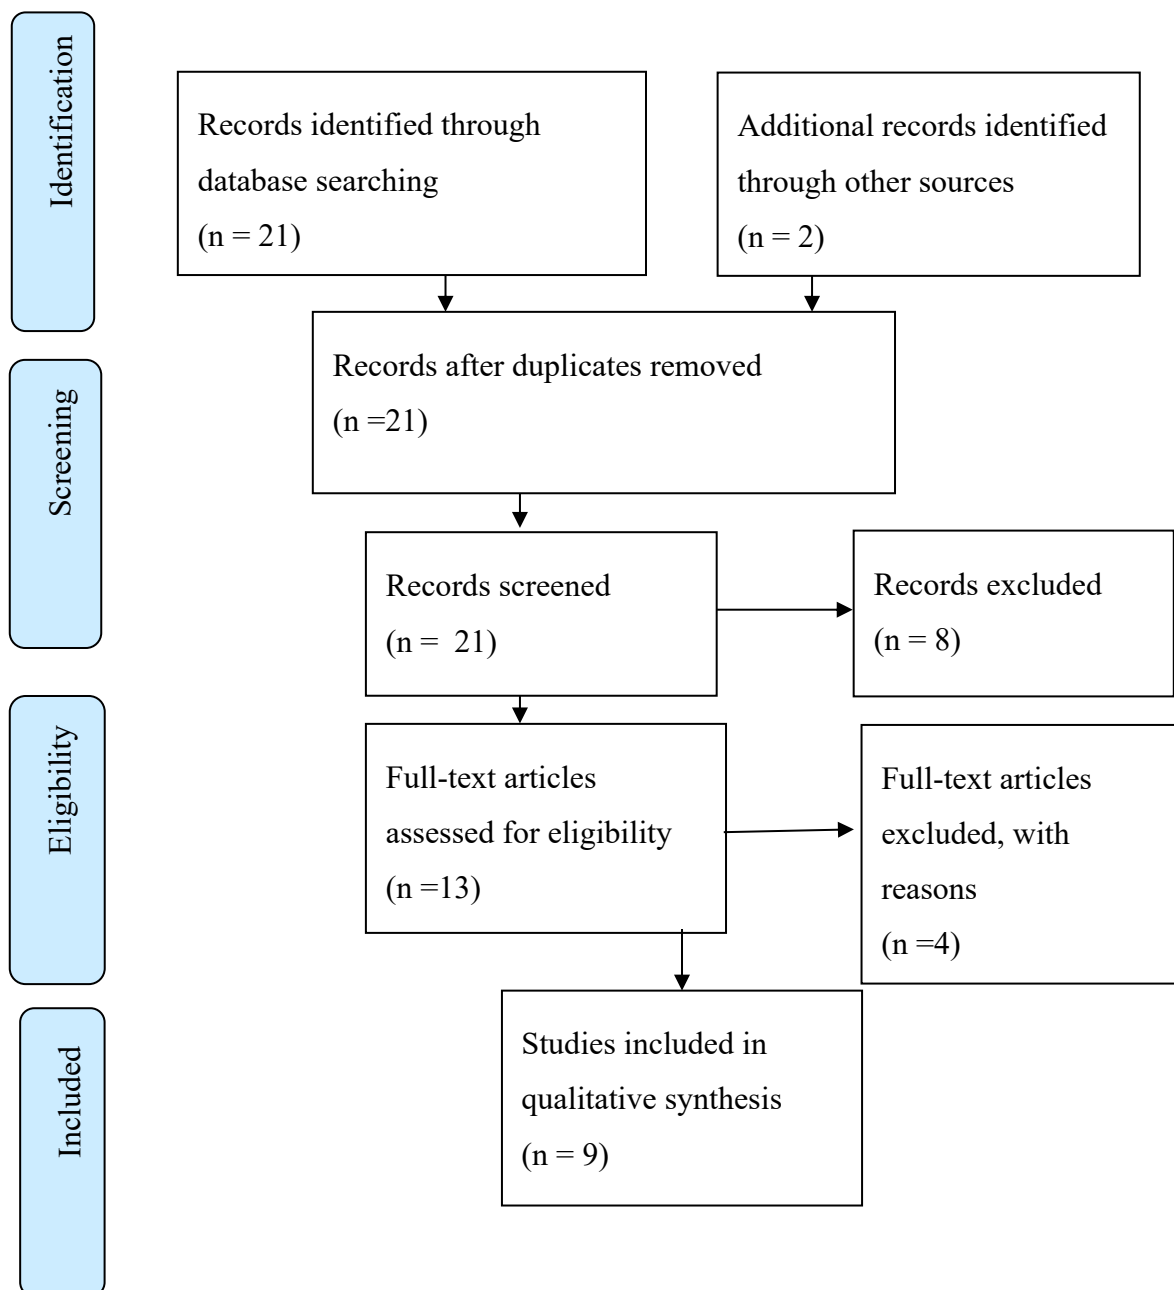 Identification
Records identified through
database searching
(n = 21)
Additional records identified
through other sources
(n = 2)
Records after duplicates removed
(n =21)
Screening
Records screened
(n =  21)
Records excluded
(n = 8)
Eligibility
Full-text articles
assessed for eligibility
(n =13)
Full-text articles
excluded, with
reasons
(n =4)
Included
Studies included in
qualitative synthesis
(n = 9)